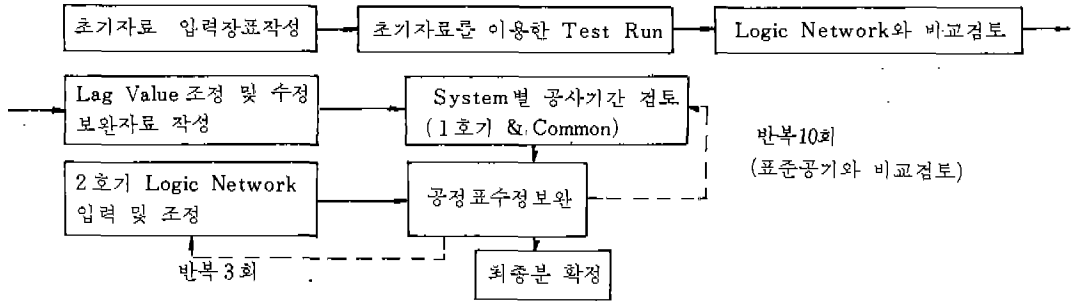 초기자료 입력장표작성
초기자료를 이용한 Test Run
Logic Network와 비교검토
Lag Value 조정 및 수정
보완자료 작성
System별 공사기간 검토
(1호기 & Common)
반복10회
(표준공기와 비교검토)
2호기 Logic Network
입력 및 조정
공정표수정보완
반복3회
최종분 확정